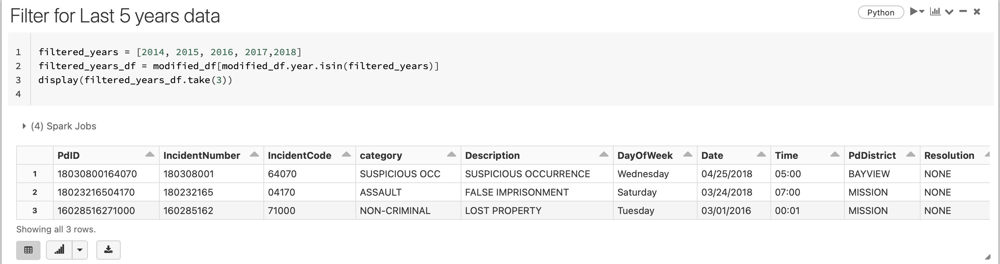 Filter for Last 5 years data
Python
1 filtered_years = [2014, 2015, 2016, 2017,2018]
2 filtered_years_df = modified_df[modified_df.year.isin(filtered_years)]
3 display(filtered_years_df.take(3))
4
(4) Spark Jobs
PdID IncidentNumber IncidentCode category Description DayOfWeek Date Time PdDistrict Resolution
1 18030800164070 180308001 64070 SUSPICIOUS OCC SUSPICIOUS OCCURRENCE Wednesday 04/25/2018 05:00 BAYVIEW NONE
2 18023216504170 180232165 04170 ASSAULT FALSE IMPRISONMENT Saturday 03/24/2018 07:00 MISSION NONE
3 16028516271000 160285162 71000 NON-CRIMINAL LOST PROPERTY Tuesday 03/01/2016 00:01 MISSION NONE
Showing all 3 rows.